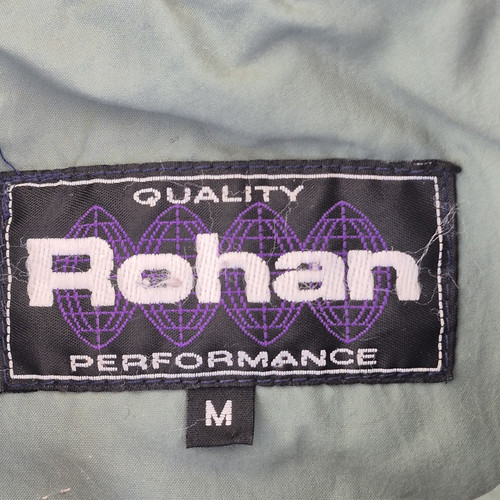 QUALITY
Rohan
PERFORMANCE
M